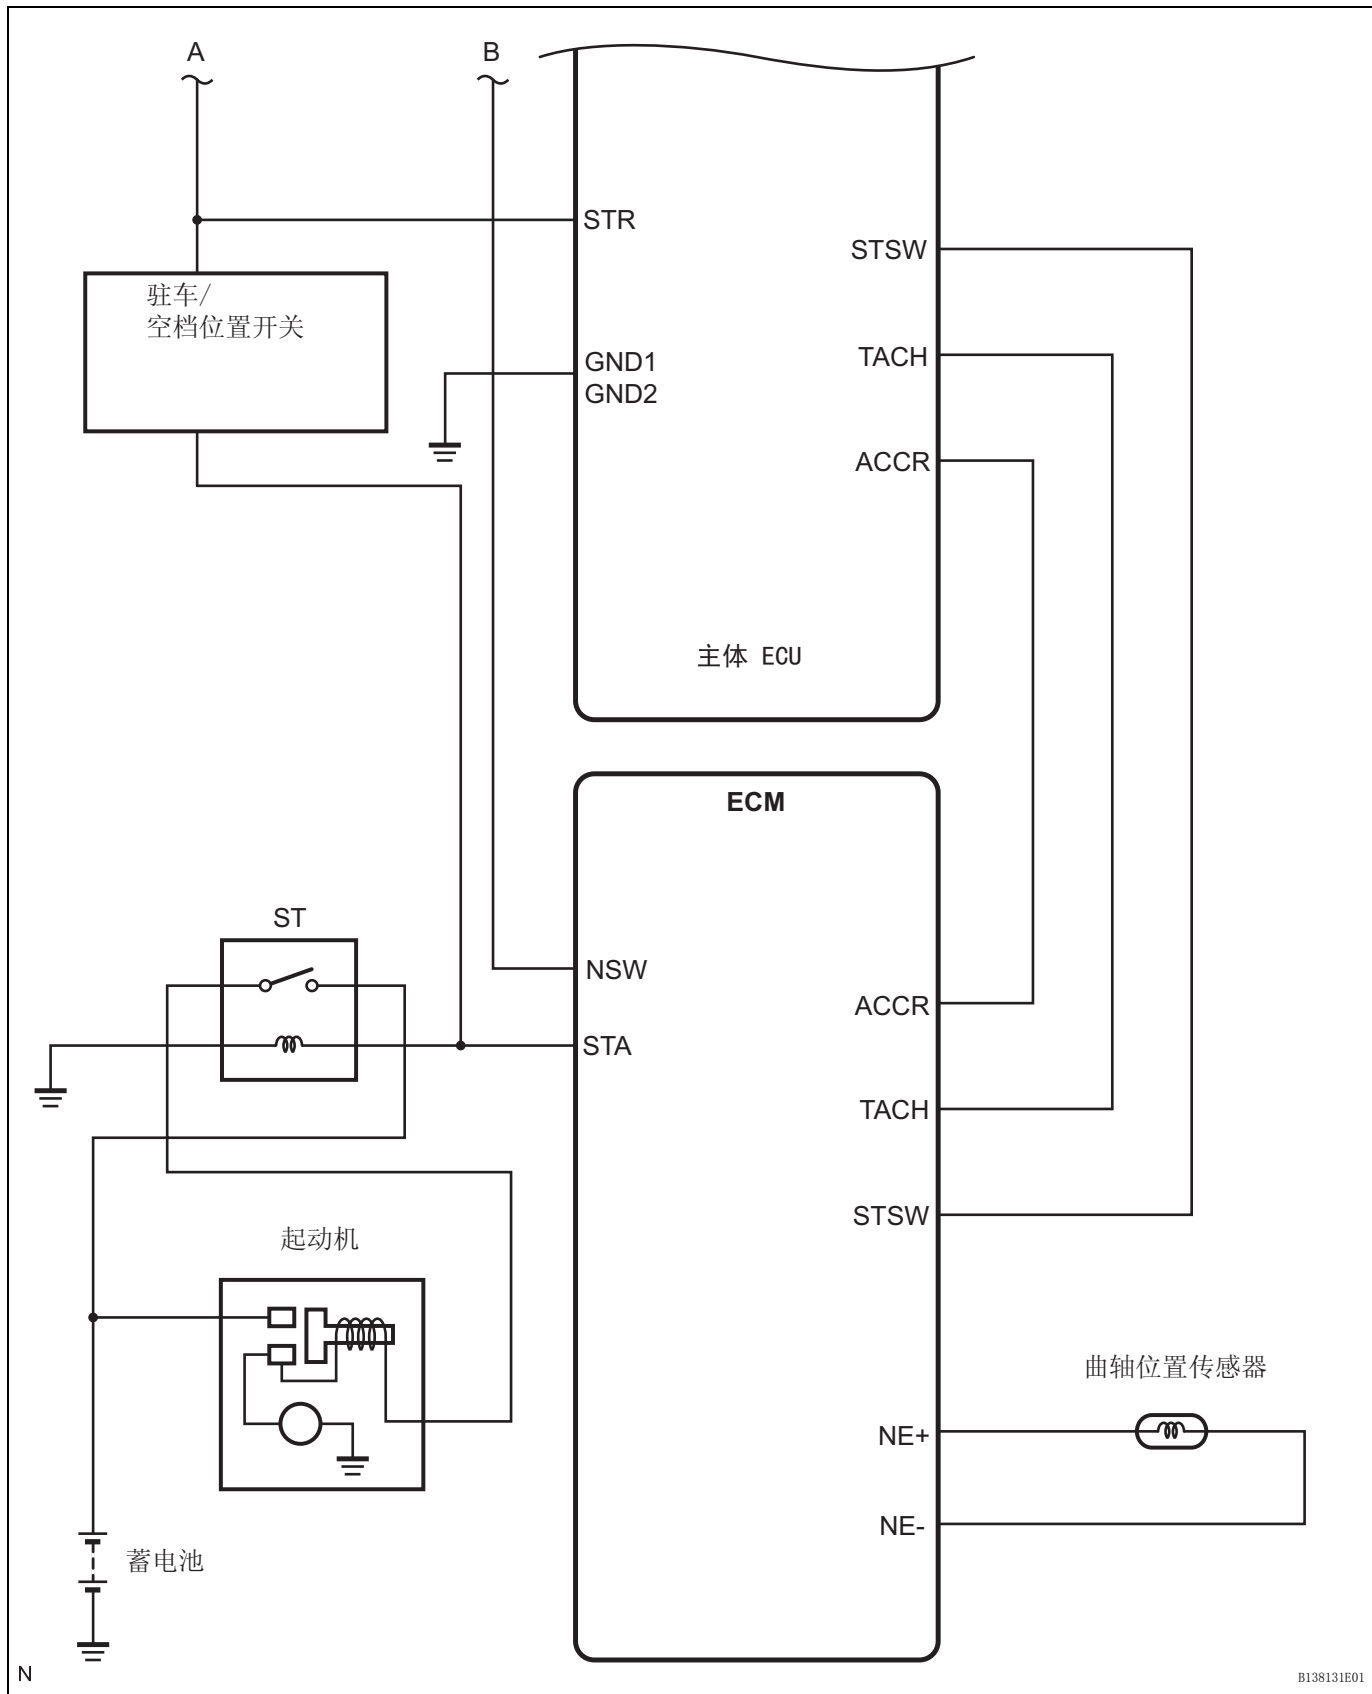 A
B
STR
STSW
驻车/
空档位置开关
GND1
GND2
TACH
ACCR
主体 ECU
ECM
ST
NSW
ACCR
STA
TACH
STSW
起动机
曲轴位置传感器
NE+
NE-
蓄电池
N
B138131E01